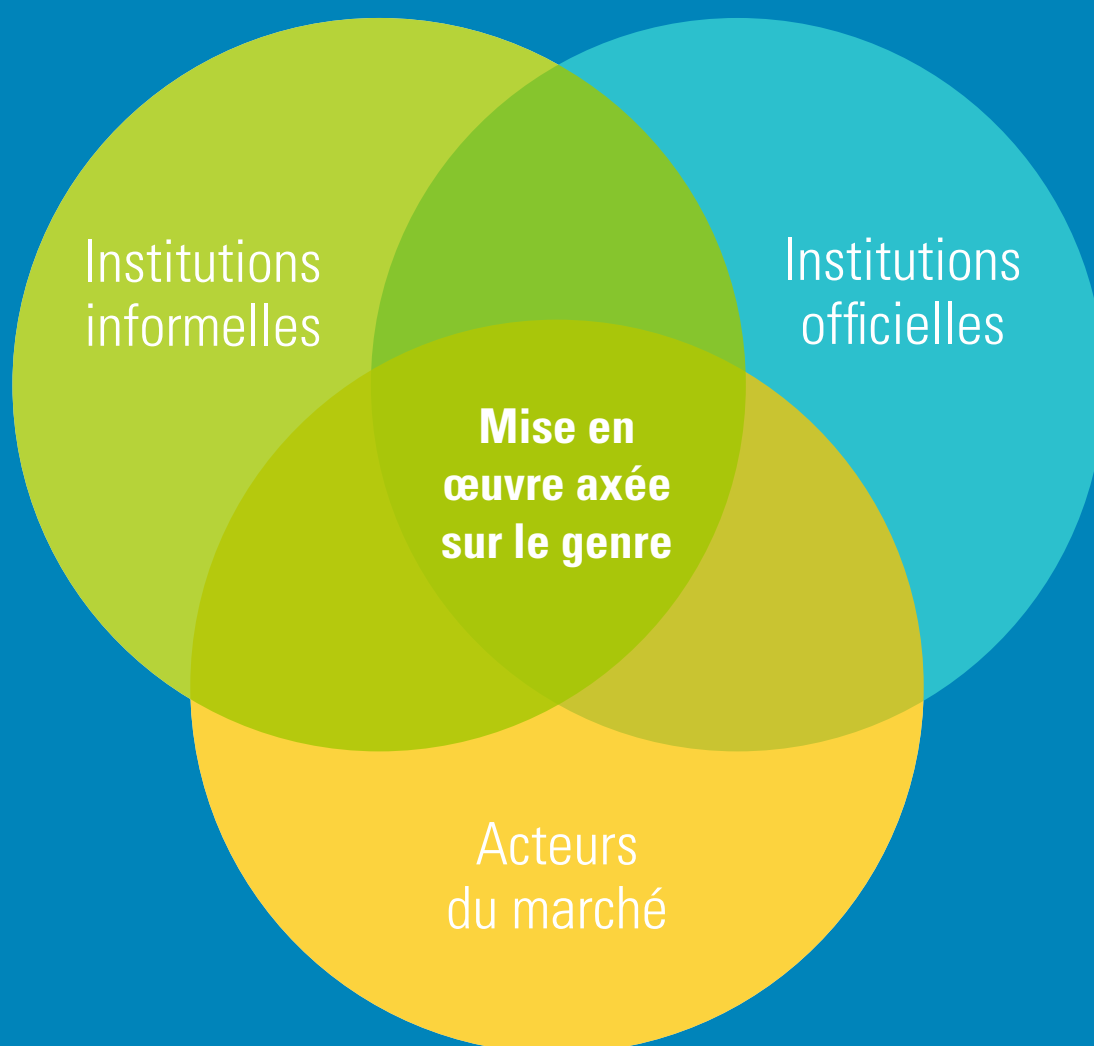 Institutions
informelles
Institutions
officielles
Mise en
œuvre axée
sur le genre
Acteurs
du marché